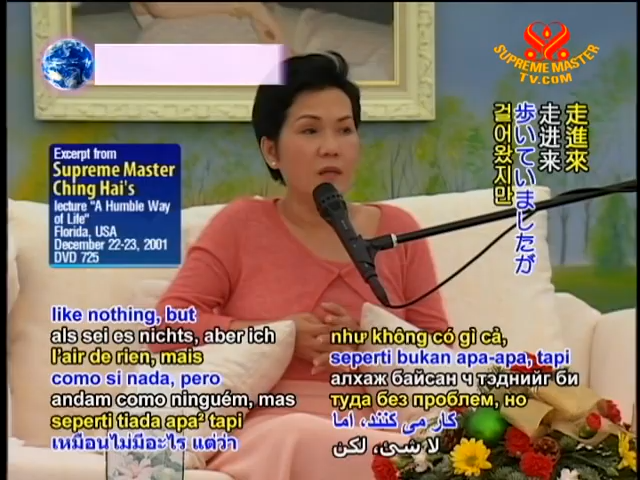 SUPREME MASTER
TV.COM
Excerpt from
Supreme Master
Ching Hai's
lecture "A Humble Way
of Life"
Florida, USA
December 22-23, 2001
DVD 725
走進來
走进来
歩いていましたが
걸어왔지만
like nothing, but
als sei es nichts, aber ich
l'air de rien, mais
como si nada, pero
andam como ninguém, mas
seperti tiada apa² tapi
เหมือนไม่มีอะไร แต่ว่า
như không có gì cả,
seperti bukan apa-apa, tapi
алхаж байсан ч тэднийг би
туда без проблем, но
کار می کنند، اما
لا شئ، لكن